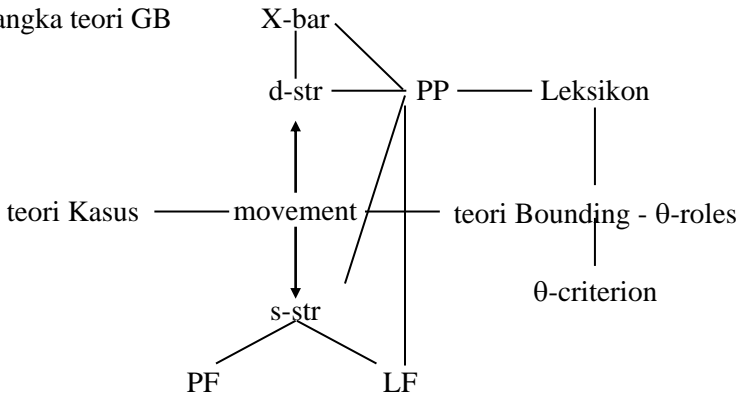 angka teori GB X-bar
d-str PP Leksikon
teori Kasus movement teori Bounding - θ-roles
θ-criterion
s-str
PF LF